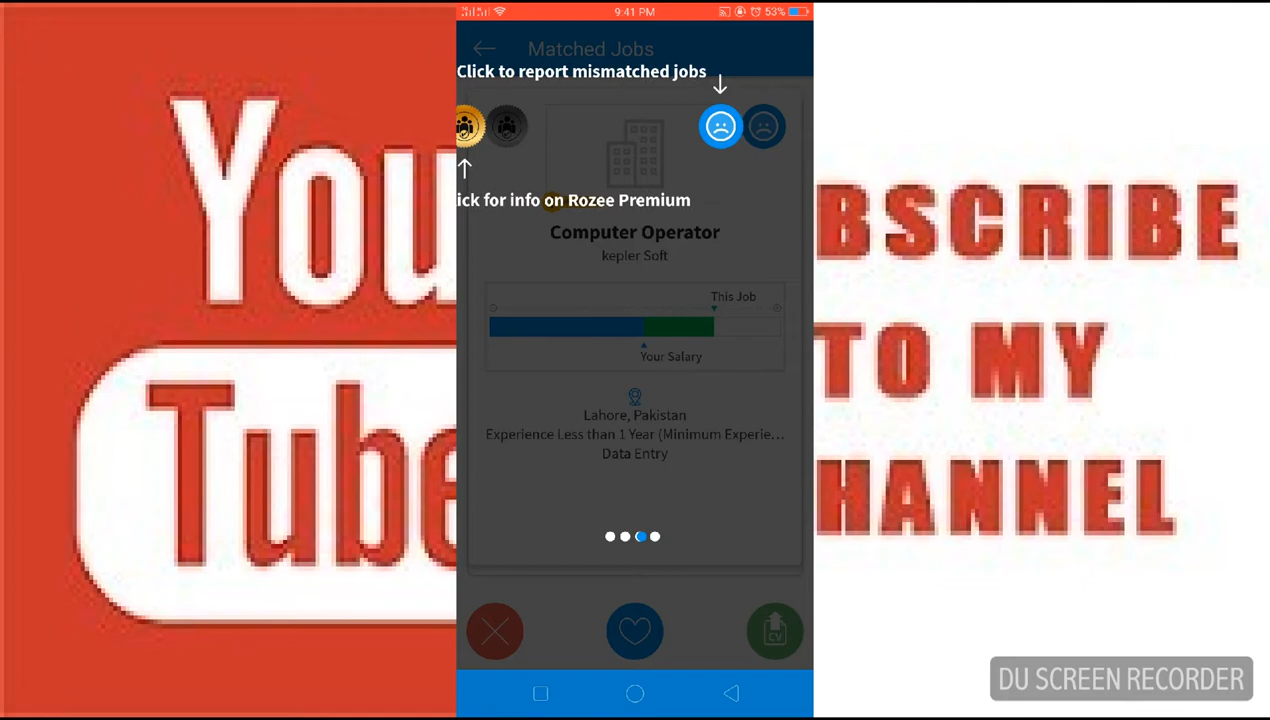 You
Tube
9:41 PM
53%
Matched Jobs
Click to report mismatched jobs
ick for info on Rozee Premium
Computer Operator
kepler Soft
This Job
Your Salary
Lahore, Pakistan
Experience Less than 1 Year (Minimum Experie...
Data Entry
CV
BSCRIBE
TO MY
HANNEL
DU SCREEN RECORDER